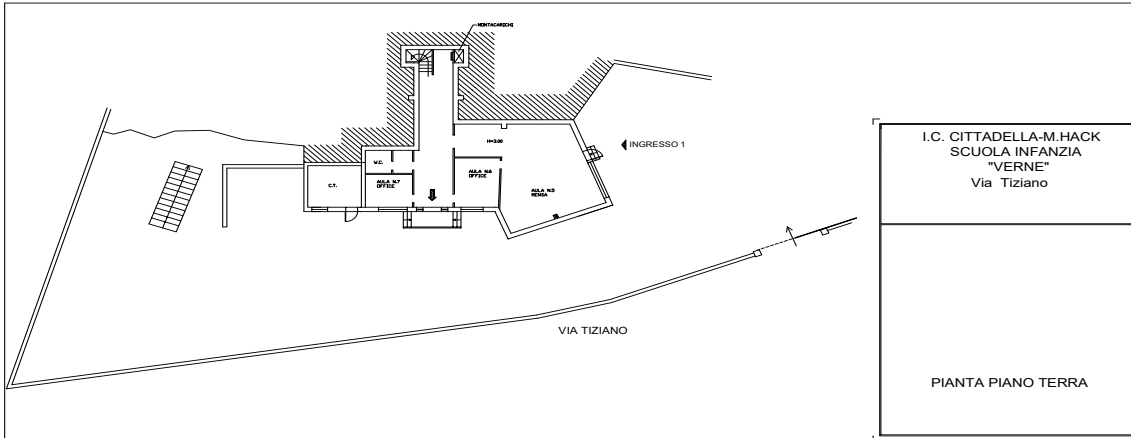 MONTACARICHI
H=3.00
INGRESSO 1
W.C.
C.T.
AULA N.7
OFFICE
AULA N.6
OFFICE
AULA N.5
MENSA
VIA TIZIANO
I.C. CITTADELLA-M.HACK
SCUOLA INFANZIA
"VERNE"
Via Tiziano
PIANTA PIANO TERRA